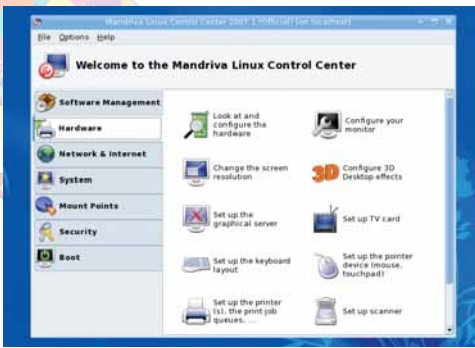 Mandriva Linux Control Center 2007.1 (Official) [on localhost]
File Options Help
Welcome to the Mandriva Linux Control Center
Software Management
Hardware
Network & Internet
System
Mount Points
Security
Boot
Look at and
configure the
hardware
Configure your
monitor
Change the screen
resolution
3D
Configure 3D
Desktop effects
Set up the
graphical server
Set up TV card
Set up the keyboard
layout
Set up the pointer
device (mouse,
touchpad)
Set up the printer
(s), the print job
queues, ...
Set up scanner